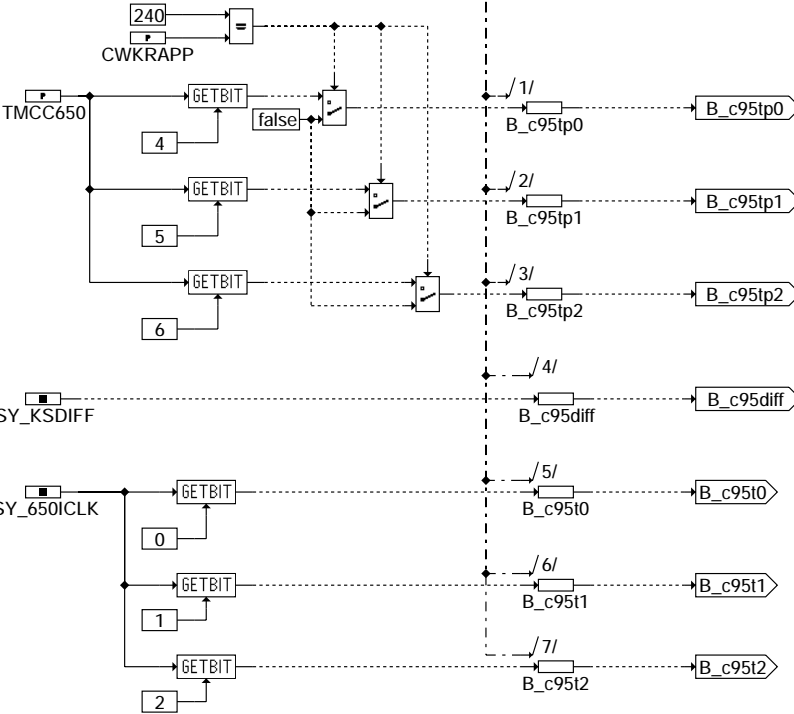 240
=
CWKRAPP
P
P
TMCC650
GETBIT
4
false
/1/
B_c95tp0
B_c95tp0
GETBIT
5
/2/
B_c95tp1
B_c95tp1
GETBIT
6
/3/
B_c95tp2
B_c95tp2
/4/
SY_KSDIFF
B_c95diff
B_c95diff
SY_650ICLK
GETBIT
0
/5/
B_c95t0
B_c95t0
GETBIT
1
/6/
B_c95t1
B_c95t1
GETBIT
2
/7/
B_c95t2
B_c95t2